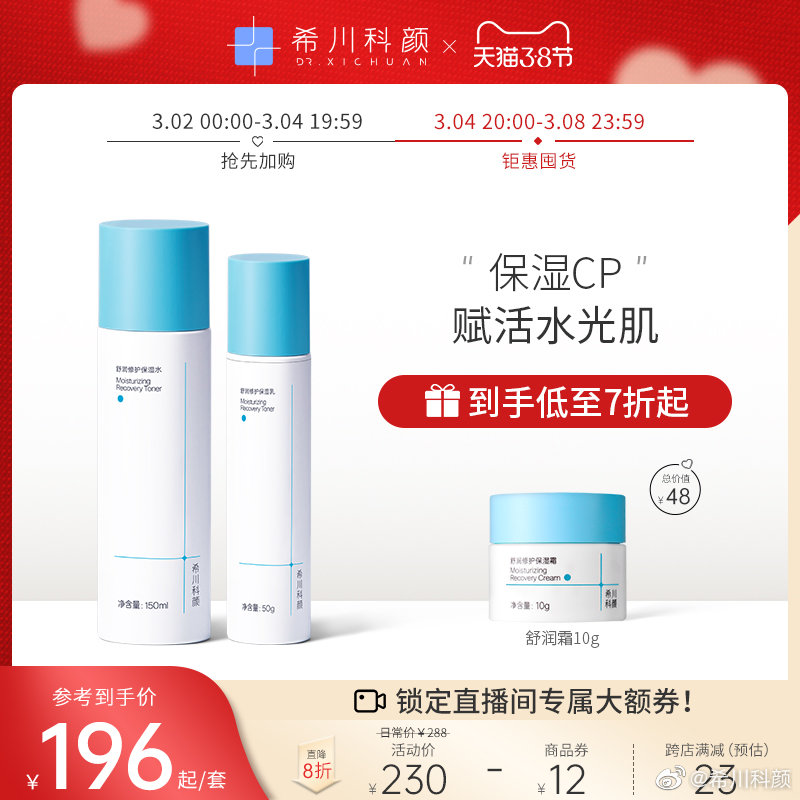 希川科颜
DR.XICHUAN
×
天猫3.8节
3.02 00:00-3.04 19:59
抢先加购
3.04 20:00-3.08 23:59
钜惠囤货
"保湿CP"
赋活水光肌
到手低至7折起
舒润修护保湿水
Moisturizing
Recovery Toner
希川科颜
净含量:150ml
舒润修护保湿乳
Moisturizing
Recovery Toner
希川科颜
净含量:50g
总价值
¥48
舒润修护保湿霜
Moisturizing
Recovery Cream
希川科颜
净含量:10g
舒润霜10g
参考到手价
¥196起/套
锁定直播间专属大额券!
直降
8折
日常价¥288
活动价
¥230
-
商品券
¥12
跨店满减(预估)
23
@希川科颜